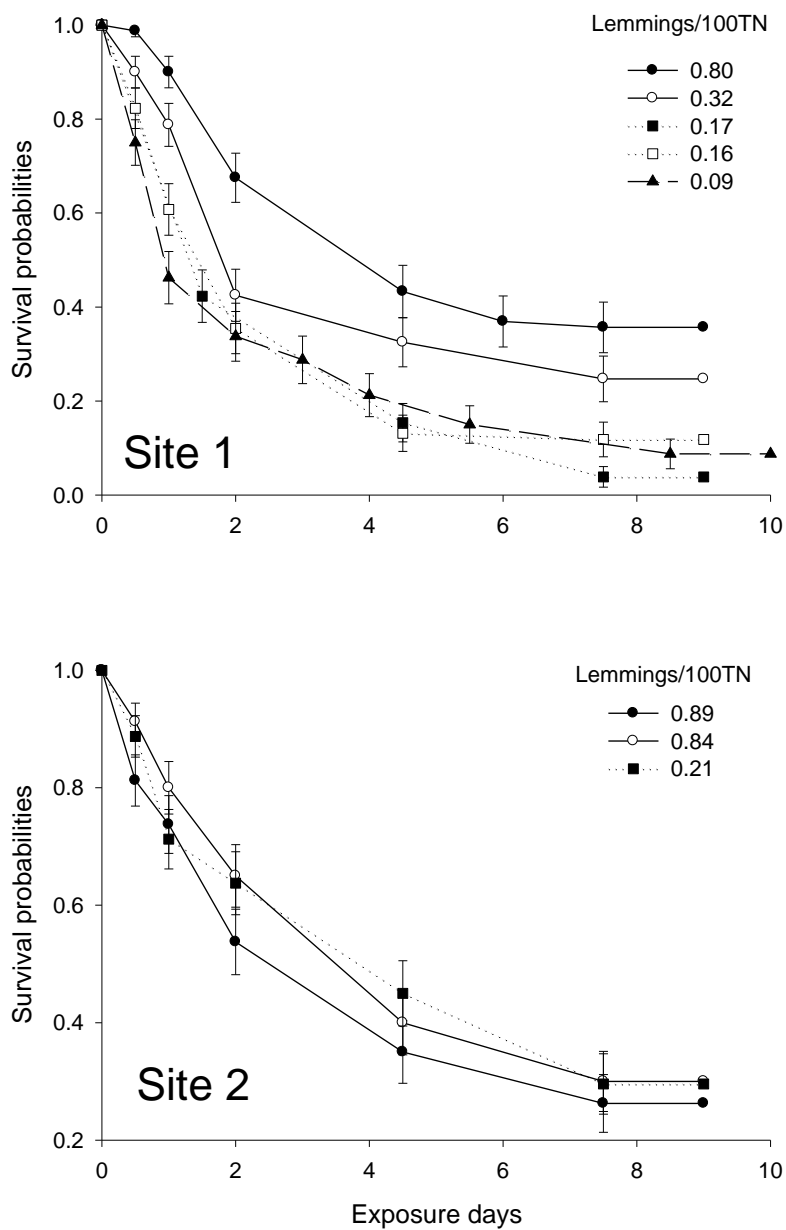 Lemmings/100TN
0.80
0.32
0.17
0.16
0.09
Survival probabilities
1.0
0.8
0.6
0.4
0.2
0.0
Site 1
0 2 4 6 8 10
Lemmings/100TN
0.89
0.84
0.21
Survival probabilities
1.0
0.8
0.6
0.4
0.2
Site 2
0 2 4 6 8 10
Exposure days